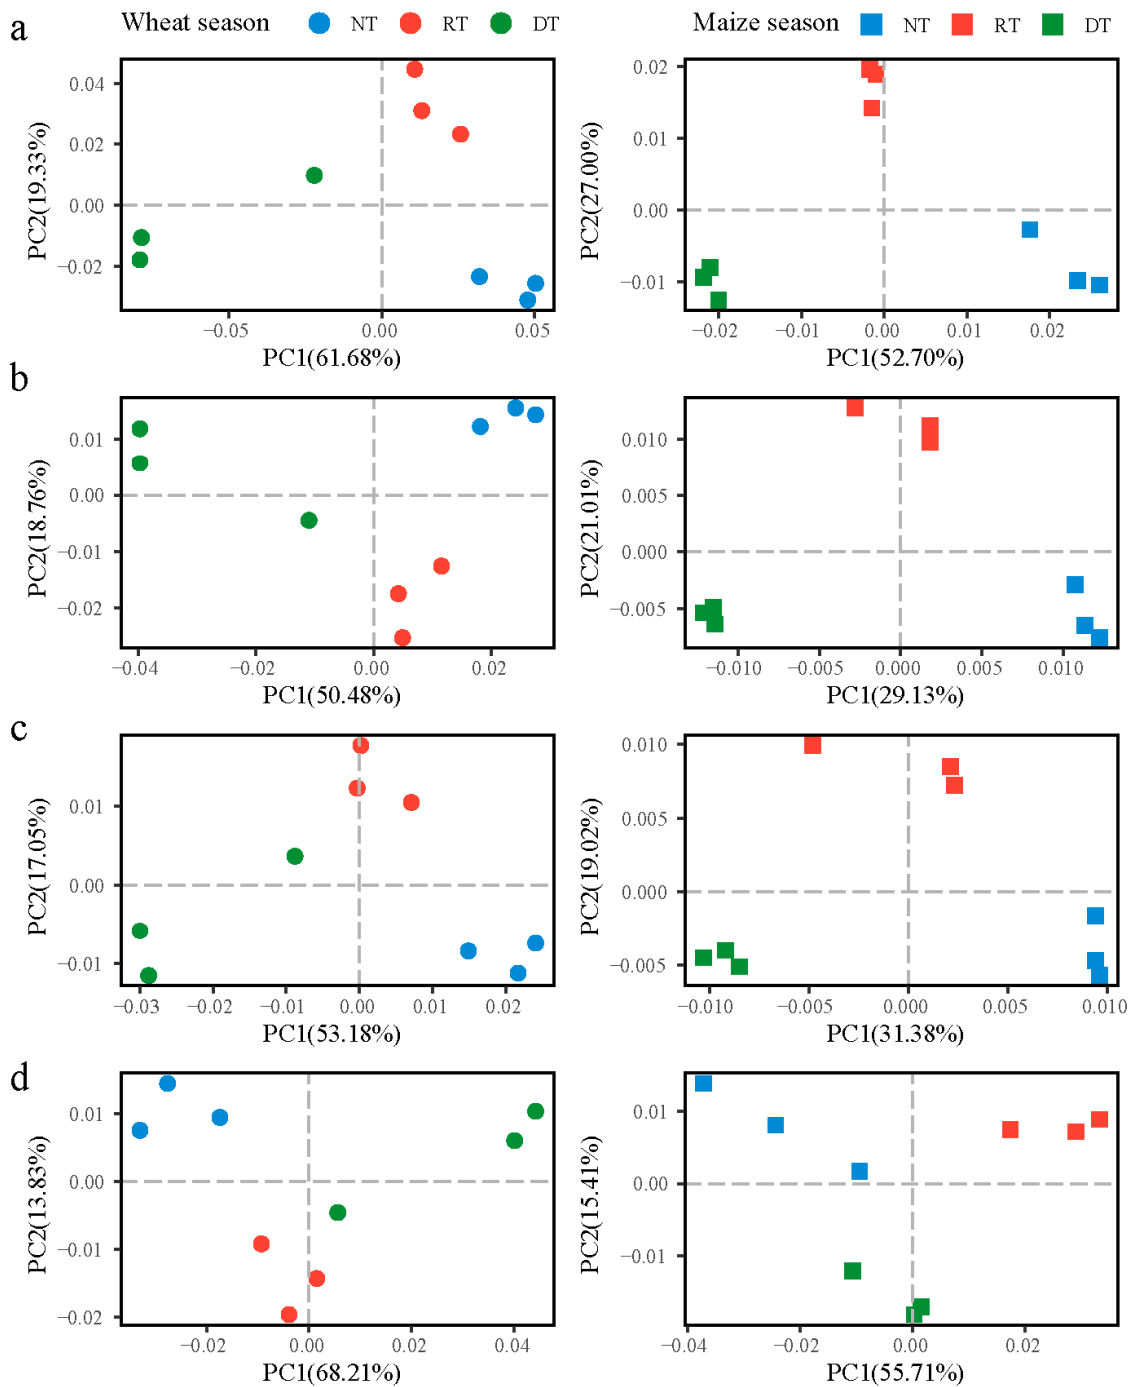 a
Wheat season NT RT DT
Maize season NT RT DT
0.04
0.02
0.00
−0.02
PC2(19.33%)
−0.05 0.00 0.05
PC1(61.68%)
0.02
0.01
0.00
−0.01
PC2(27.00%)
−0.02 −0.01 0.00 0.01 0.02
PC1(52.70%)
b
0.01
0.00
−0.01
−0.02
PC2(18.76%)
−0.04 −0.02 0.00 0.02
PC1(50.48%)
0.010
0.005
0.000
−0.005
PC2(21.01%)
−0.010 −0.005 0.000 0.005 0.010
PC1(29.13%)
c
0.01
0.00
−0.01
PC2(17.05%)
−0.03 −0.02 −0.01 0.00 0.01 0.02
PC1(53.18%)
0.010
0.005
0.000
−0.005
PC2(19.02%)
−0.010 −0.005 0.000 0.005 0.010
PC1(31.38%)
d
0.01
0.00
−0.01
−0.02
PC2(13.83%)
−0.02 0.00 0.02 0.04
PC1(68.21%)
0.01
0.00
−0.01
PC2(15.41%)
−0.04 −0.02 0.00 0.02
PC1(55.71%)